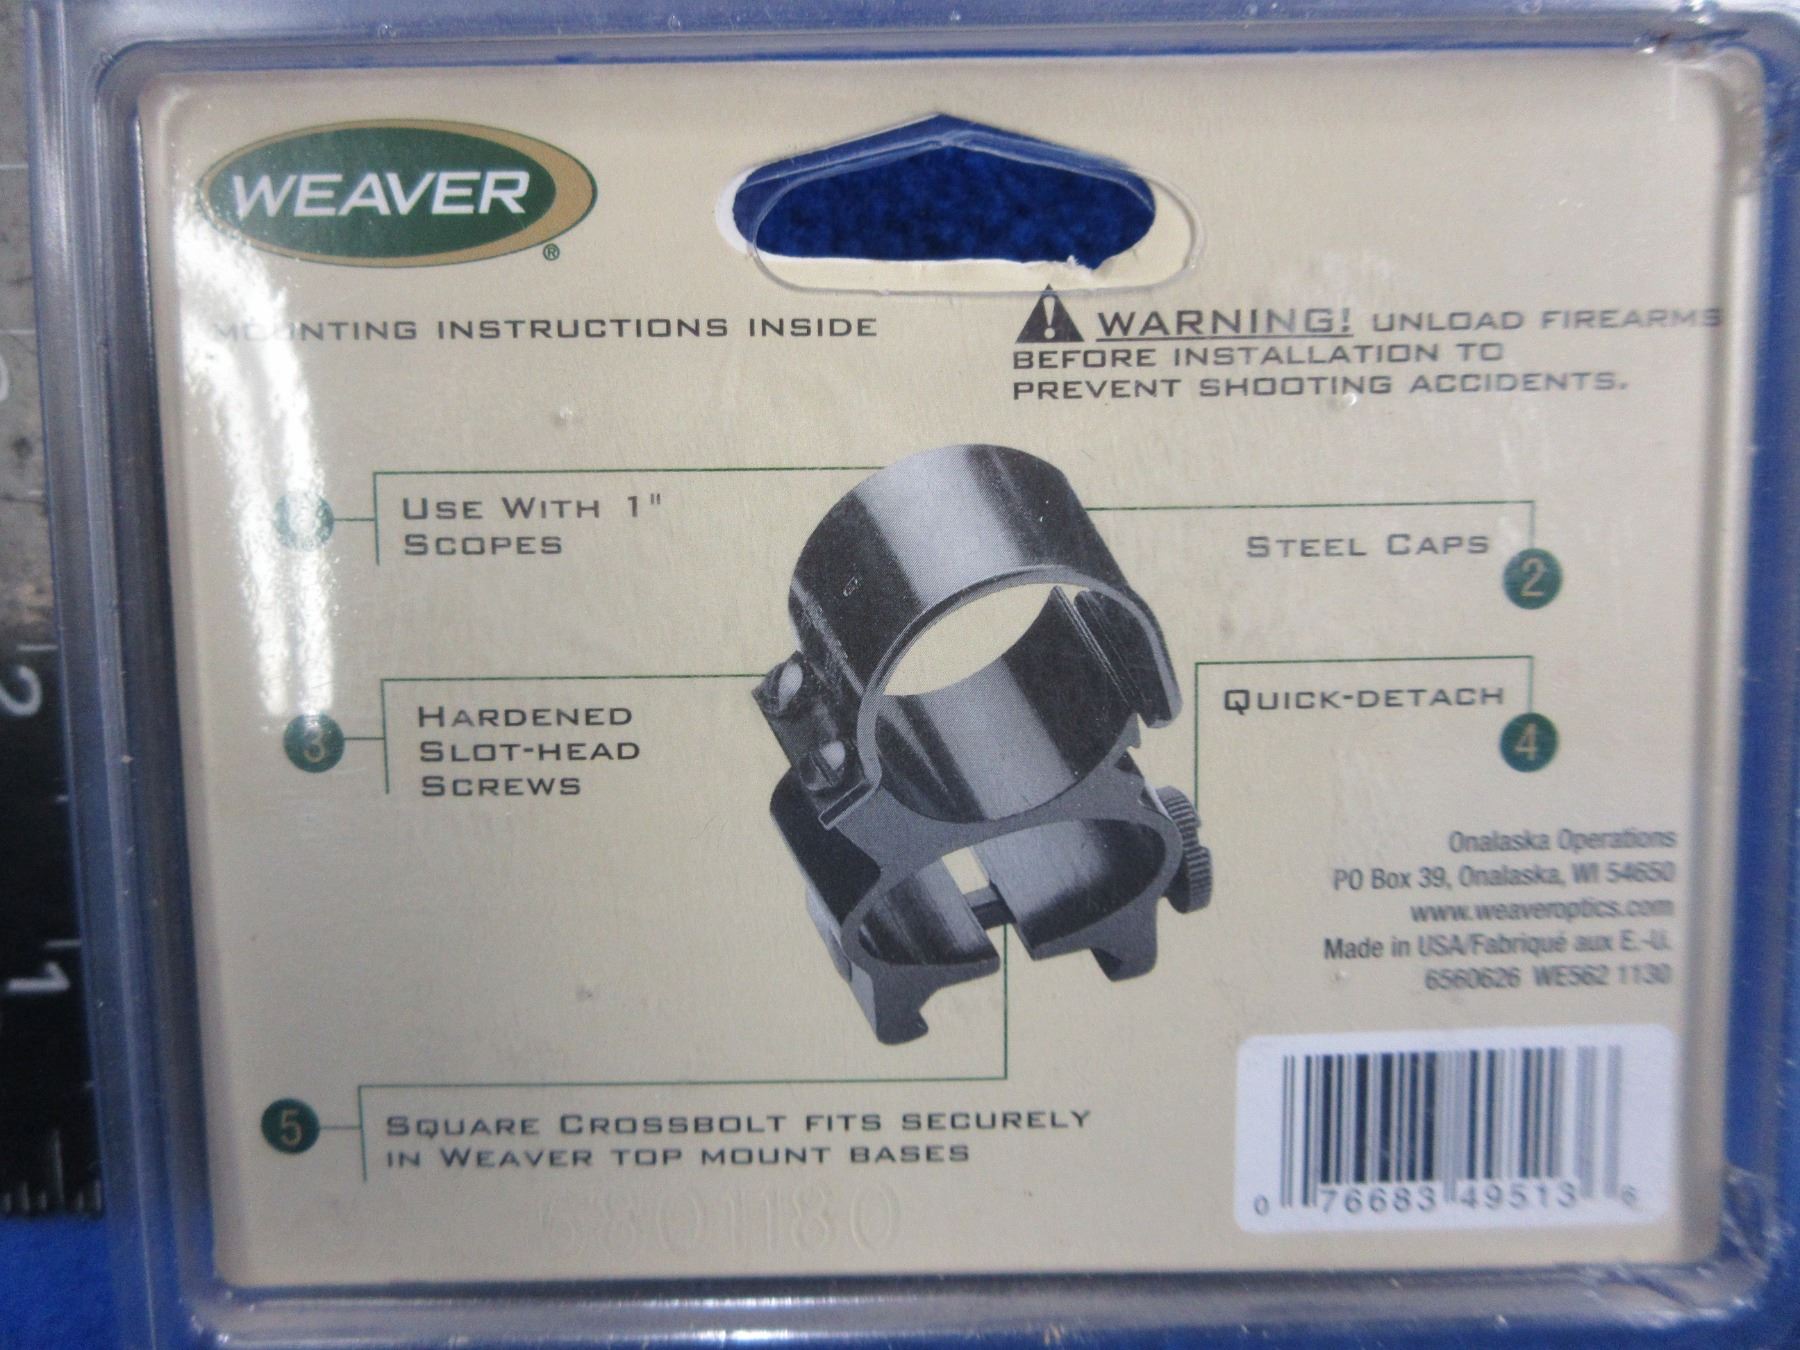 WEAVER
®
MOUNTING INSTRUCTIONS INSIDE
WARNING! UNLOAD FIREARMS
BEFORE INSTALLATION TO
PREVENT SHOOTING ACCIDENTS.
USE WITH 1"
SCOPES
STEEL CAPS
2
3
HARDENED
SLOT-HEAD
SCREWS
QUICK-DETACH
4
Onalaska Operations
PO Box 39, Onalaska, WI 54650
www.weaveroptics.com
Made in USA/Fabriqué aux E.-U.
6560626 WE562 1130
5
SQUARE CROSSBOLT FITS SECURELY
IN WEAVER TOP MOUNT BASES
0 76683 49513 6
2
1